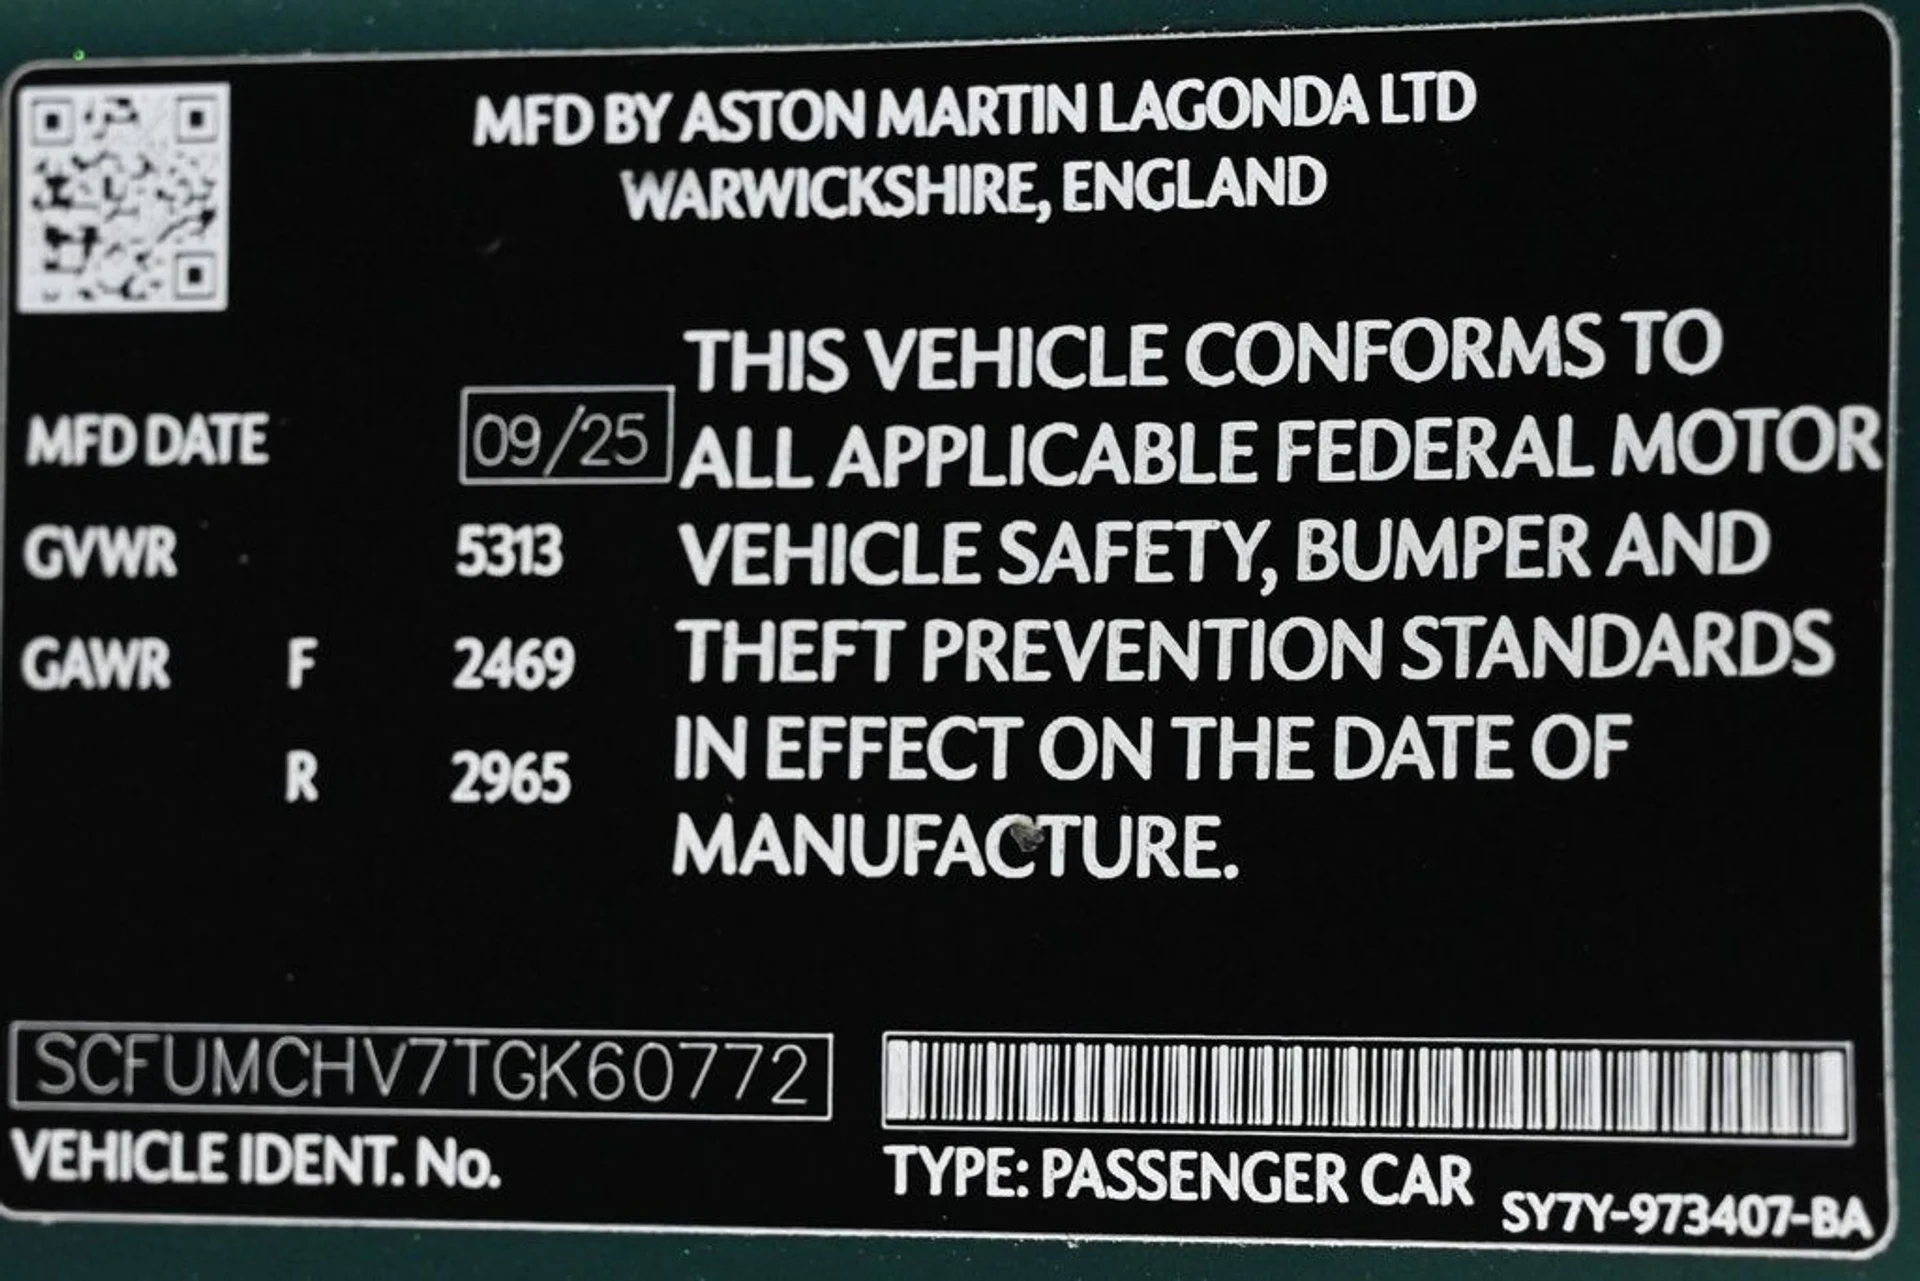 MFD BY ASTON MARTIN LAGONDA LTD
WARWICKSHIRE, ENGLAND
THIS VEHICLE CONFORMS TO
ALL APPLICABLE FEDERAL MOTOR
VEHICLE SAFETY, BUMPER AND
THEFT PREVENTION STANDARDS
IN EFFECT ON THE DATE OF
MANUFACTURE.
MFD DATE 09/25
GVWR 5313
GAWR F 2469
R 2965
SCFUMCHV7TGK60772
VEHICLE IDENT. No.
TYPE: PASSENGER CAR
SY7Y-973407-BA